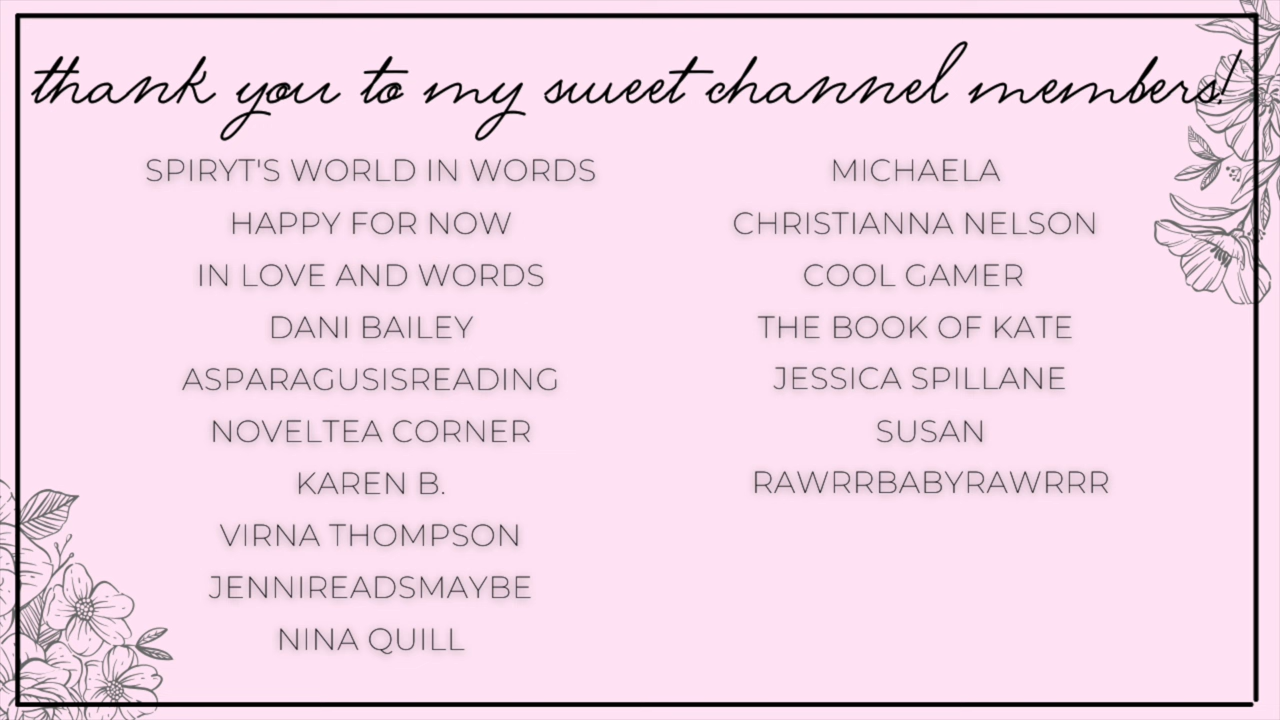 thank you to my sweet channel members!
SPIRYT'S WORLD IN WORDS
HAPPY FOR NOW
IN LOVE AND WORDS
DANI BAILEY
ASPARAGUSISREADING
NOVELTEA CORNER
KAREN B.
VIRNA THOMPSON
JENNIREADSMAYBE
NINA QUILL
MICHAELA
CHRISTIANNA NELSON
COOL GAMER
THE BOOK OF KATE
JESSICA SPILLANE
SUSAN
RAWRRBABYRAWRRR